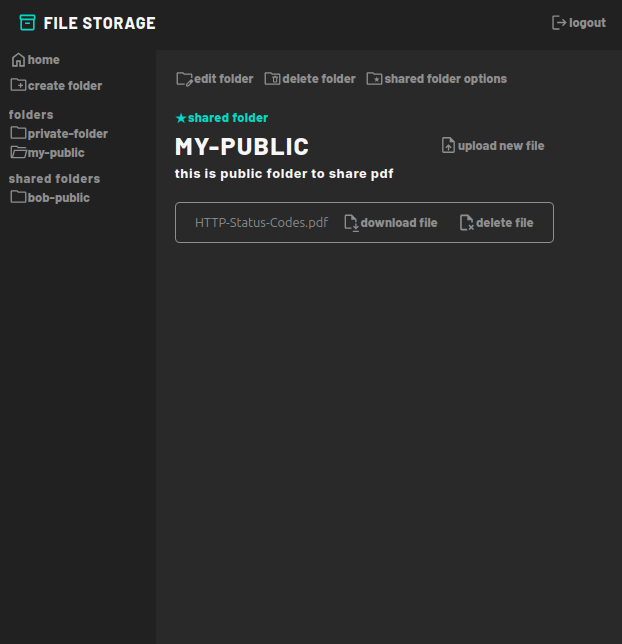 FILE STORAGE
logout
home
create folder
folders
private-folder
my-public
shared folders
bob-public
edit folder delete folder shared folder options
★shared folder
MY-PUBLIC
upload new file
this is public folder to share pdf
HTTP-Status-Codes.pdf download file delete file